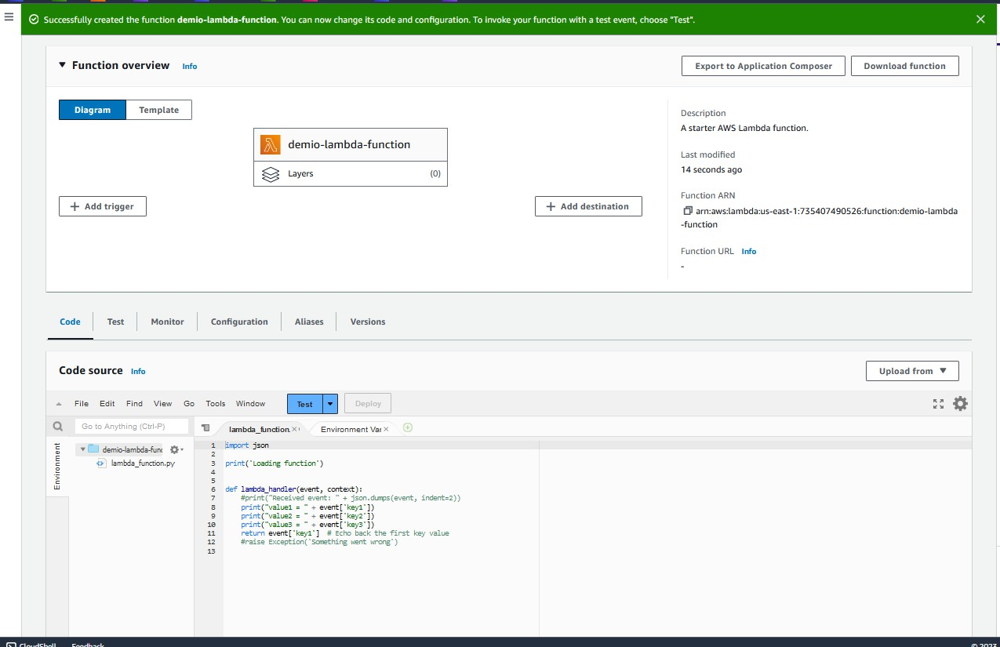 Successfully created the function demio-lambda-function. You can now change its code and configuration. To invoke your function with a test event, choose "Test".
Function overview Info
Export to Application Composer
Download function
Diagram
Template
demio-lambda-function
Layers
(0)
+ Add trigger
+ Add destination
Description
A starter AWS Lambda function.
Last modified
14 seconds ago
Function ARN
arn:aws:lambda:us-east-1:735407490526:function:demio-lambda
-function
Function URL Info
-
Code
Test
Monitor
Configuration
Aliases
Versions
Code source Info
Upload from
File Edit Find View Go Tools Window
Test
Deploy
Go to Anything (Ctrl-P)
lambda_function.
Environment Var
Environment
demio-lambda-func
lambda_function.py
1 import json
2
3 print('Loading function')
4
5
6 def lambda_handler(event, context):
7 #print("Received event: " + json.dumps(event, indent=2))
8 print("value1 = " + event['key1'])
9 print("value2 = " + event['key2'])
10 print("value3 = " + event['key3'])
11 return event['key1']  # Echo back the first key value
12 #raise Exception('Something went wrong')
13
CloudShell Feedback
© 2023